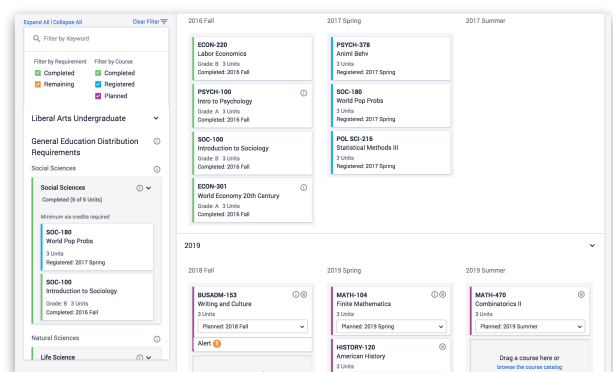 Expand All | Collapse All
Clear Filter
Filter by Keyword
Filter by Requirement
Filter by Course
Completed
Completed
Remaining
Registered
Planned
Liberal Arts Undergraduate
General Education Distribution
Requirements
Social Sciences
Social Sciences
Completed (6 of 6 Units)
Minimum six credits required
SOC-180
World Pop Probs
3 Units
Registered: 2017 Spring
SOC-100
Introduction to Sociology
Grade: B 3 Units
Completed: 2016 Fall
Natural Sciences
Life Science
2016 Fall
ECON-220
Labor Economics
Grade: B 3 Units
Completed: 2016 Fall
PSYCH-100
Intro to Psychology
Grade: A 3 Units
Completed: 2016 Fall
SOC-100
Introduction to Sociology
Grade: B 3 Units
Completed: 2016 Fall
ECON-301
World Economy 20th Century
Grade: A 3 Units
Completed: 2016 Fall
2017 Spring
PSYCH-378
Animl Behv
3 Units
Registered: 2017 Spring
SOC-180
World Pop Probs
3 Units
Registered: 2017 Spring
POL SCI-216
Statistical Methods III
3 Units
Registered: 2017 Spring
2017 Summer
2019
2018 Fall
BUSADM-153
Writing and Culture
3 Units
Planned: 2018 Fall
Alert 1
2019 Spring
MATH-104
Finite Mathematics
3 Units
Planned: 2019 Spring
HISTORY-120
American History
3 Units
2019 Summer
MATH-470
Combinatorics II
3 Units
Planned: 2019 Summer
Drag a course here or
browse the course catalog